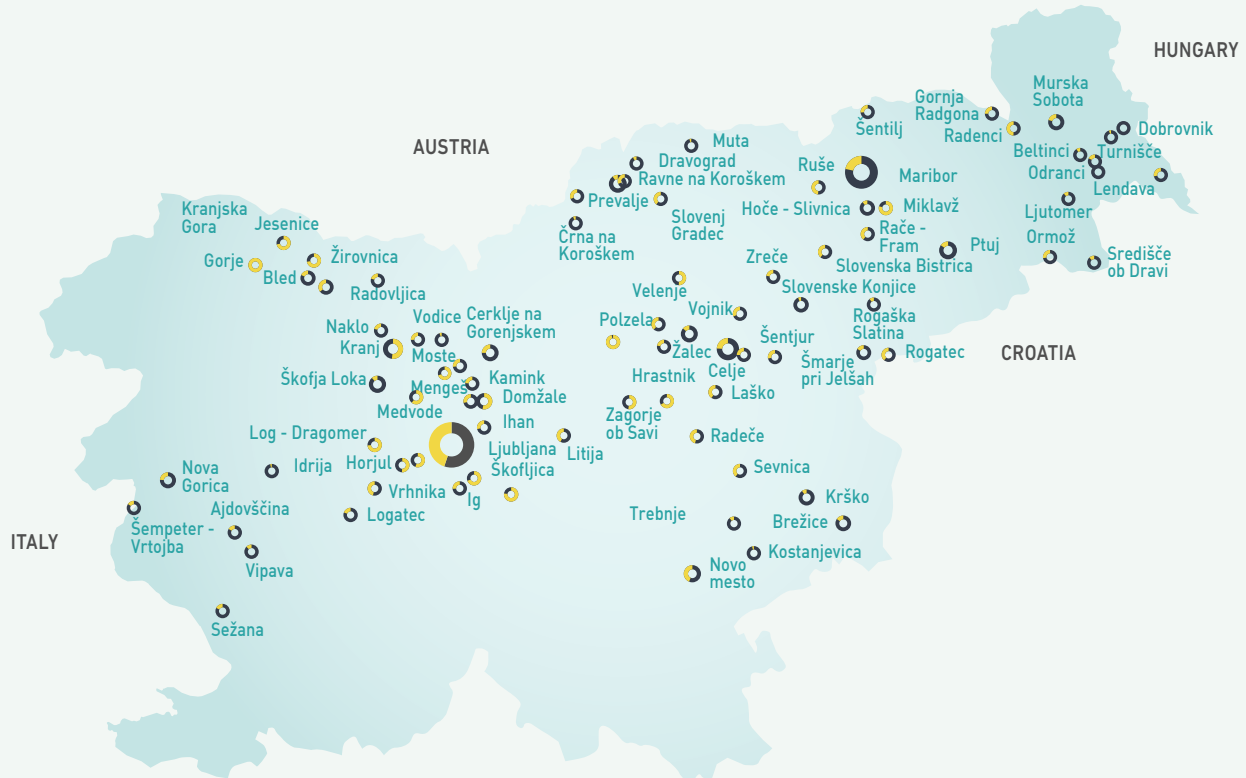 HUNGARY
AUSTRIA
CROATIA
ITALY
Murska
Sobota
Gornja
Radgona
Radenci
Šentilj
Dobrovnik
Beltinci
Turnišče
Odranci
Lendava
Ljutomer
Ormož
Središče
ob Dravi
Muta
Dravograd
Ravne na Koroškem
Prevalje
Slovenj
Gradec
Črna na
Koroškem
Ruše
Maribor
Hoče - Slivnica
Miklavž
Rače -
Fram
Ptuj
Slovenska Bistrica
Zreče
Slovenske Konjice
Rogaška
Slatina
Rogatec
Šmarje
pri Jelšah
Velenje
Vojnik
Polzela
Šentjur
Žalec
Celje
Hrastnik
Laško
Zagorje
ob Savi
Radeče
Sevnica
Krško
Brežice
Trebnje
Kostanjevica
Novo
mesto
Kranjska
Gora
Jesenice
Gorje
Žirovnica
Bled
Radovljica
Naklo
Kranj
Vodice
Cerklje na
Gorenjskem
Moste
Škofja Loka
Mengeš
Kamink
Domžale
Medvode
Ihan
Log - Dragomer
Ljubljana
Litija
Horjul
Škofljica
Vrhnika
Ig
Idrija
Logatec
Nova
Gorica
Ajdovščina
Šempeter -
Vrtojba
Vipava
Sežana